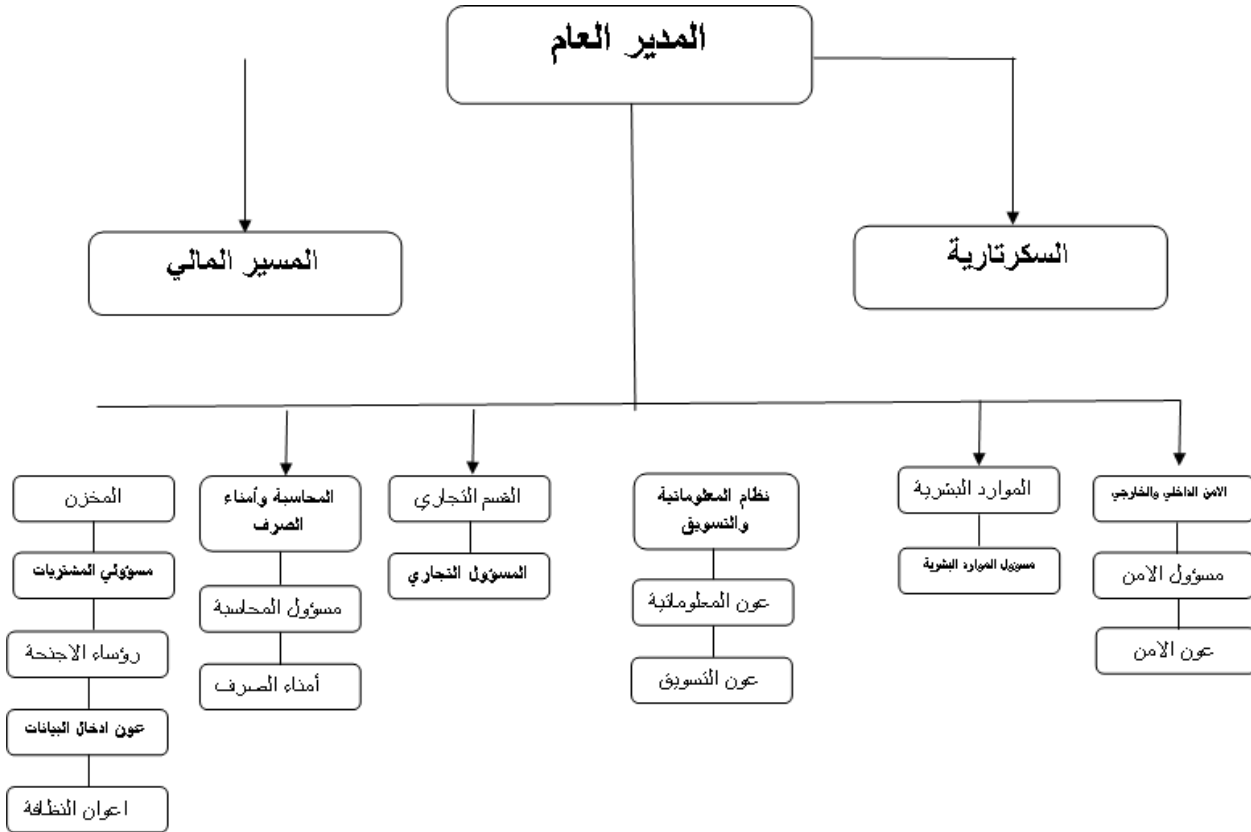 المدير العام
السكرتارية
المسير المالي
الامن الداخلي والخارجي
مسؤول الامن
عون الامن
الموارد البشرية
مسؤول الموارد البشرية
نظام المعلوماتية
والتسويق
عون المعلوماتية
عون التسويق
القسم التجاري
المسؤول التجاري
المحاسبة وأمناء
الصرف
مسؤول المحاسبة
أمناء الصرف
المخزن
مسؤولي المشتريات
رؤساء الاجنحة
عون ادخال البيانات
اعوان النظافة